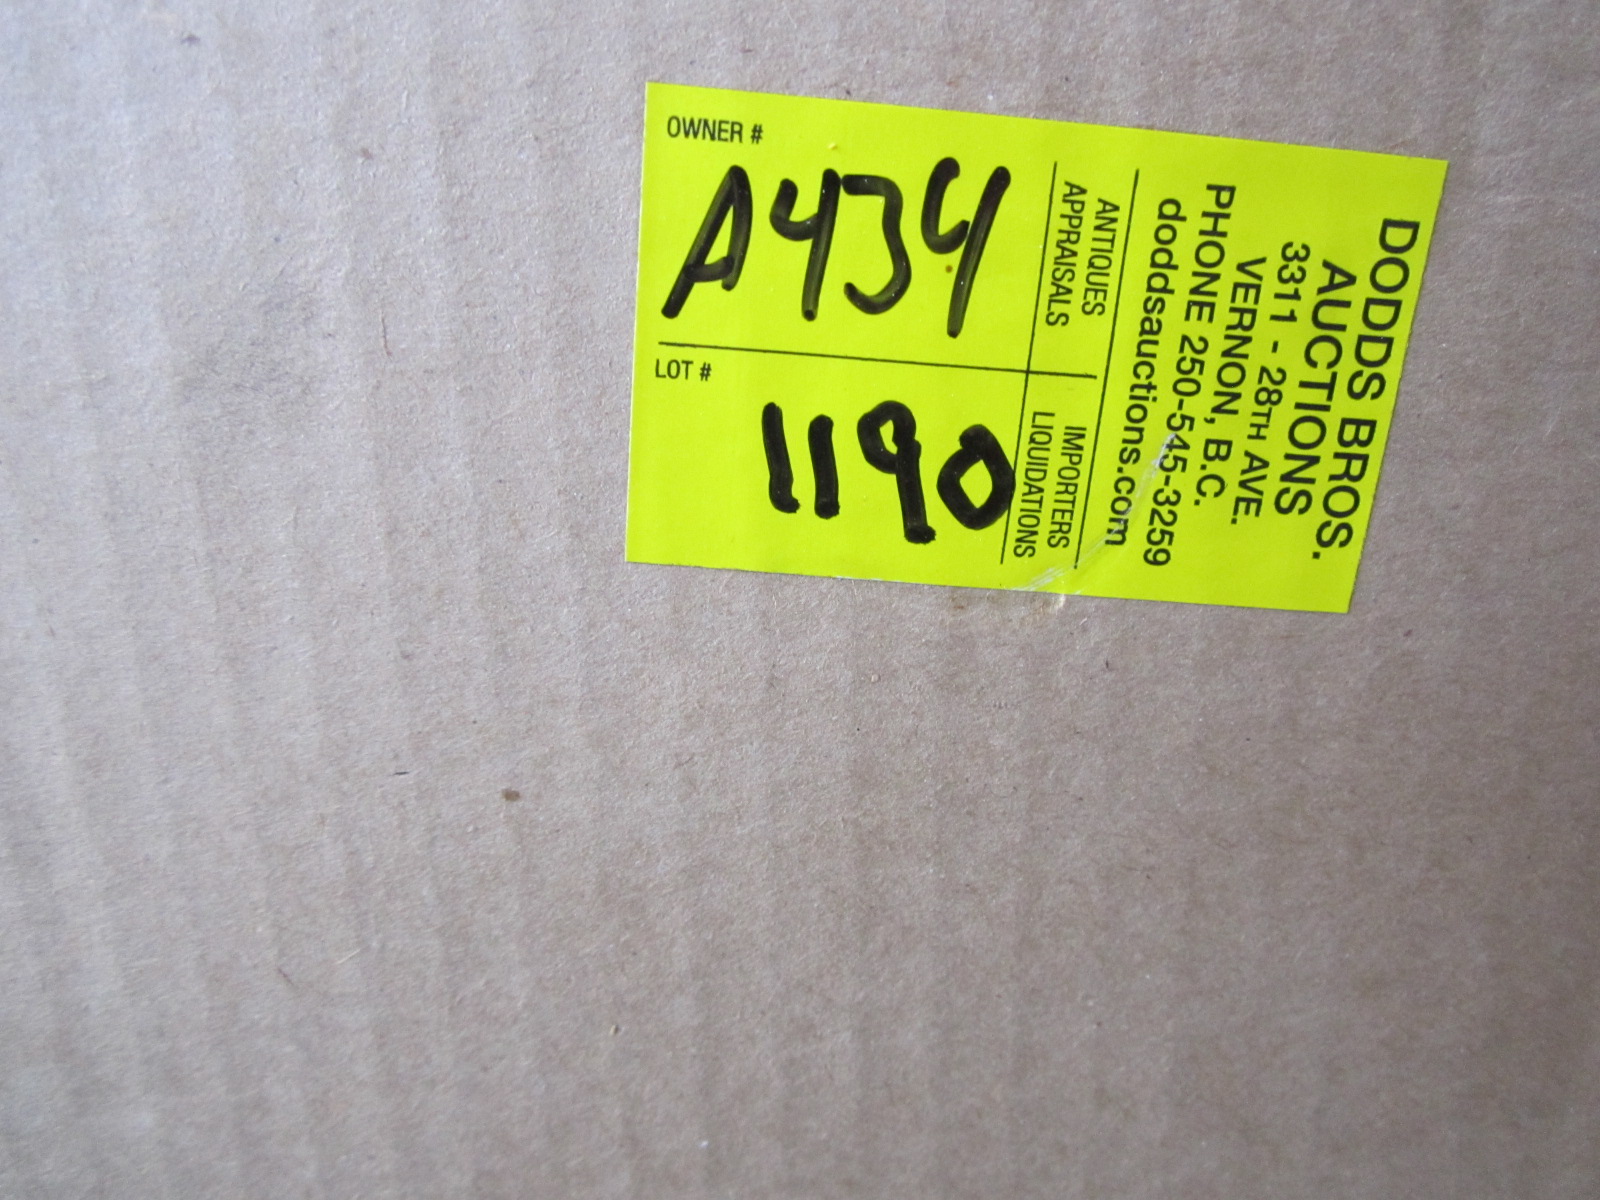 OWNER #
A434
LOT #
1190
ANTIQUES
APPRAISALS
IMPORTERS
LIQUIDATIONS
DODDS BROS.
AUCTIONS
3311 - 28TH AVE.
VERNON, B.C.
PHONE 250-545-3259
doddsauctions.com